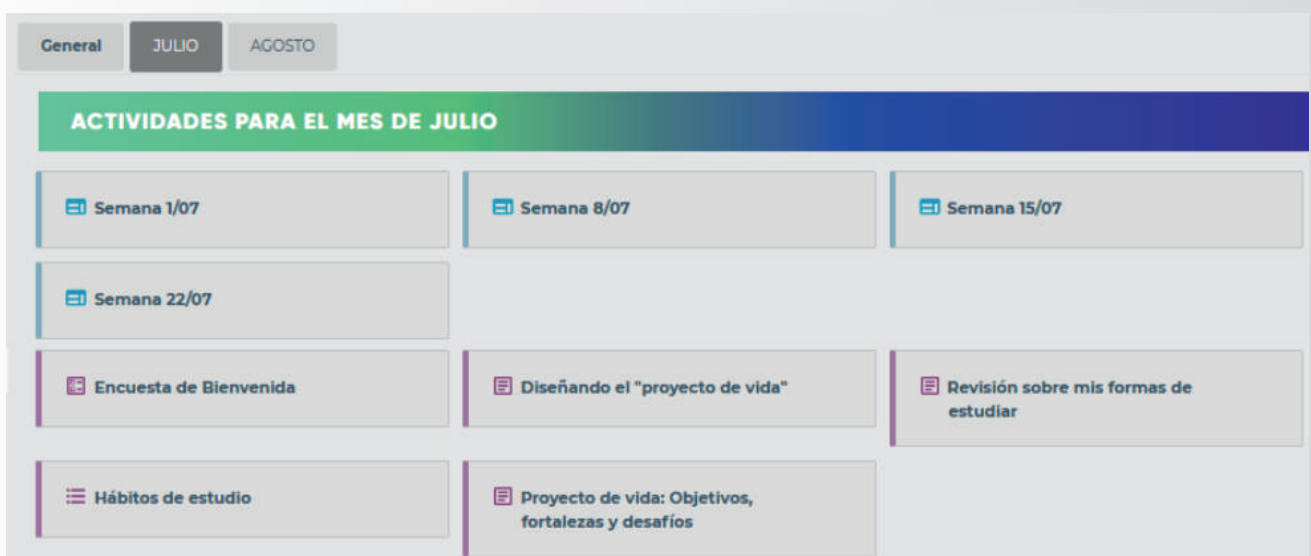 General JULIO AGOSTO
ACTIVIDADES PARA EL MES DE JULIO
Semana 1/07
Semana 8/07
Semana 15/07
Semana 22/07
Encuesta de Bienvenida
Diseñando el "proyecto de vida"
Revisión sobre mis formas de
estudiar
Hábitos de estudio
Proyecto de vida: Objetivos,
fortalezas y desafíos